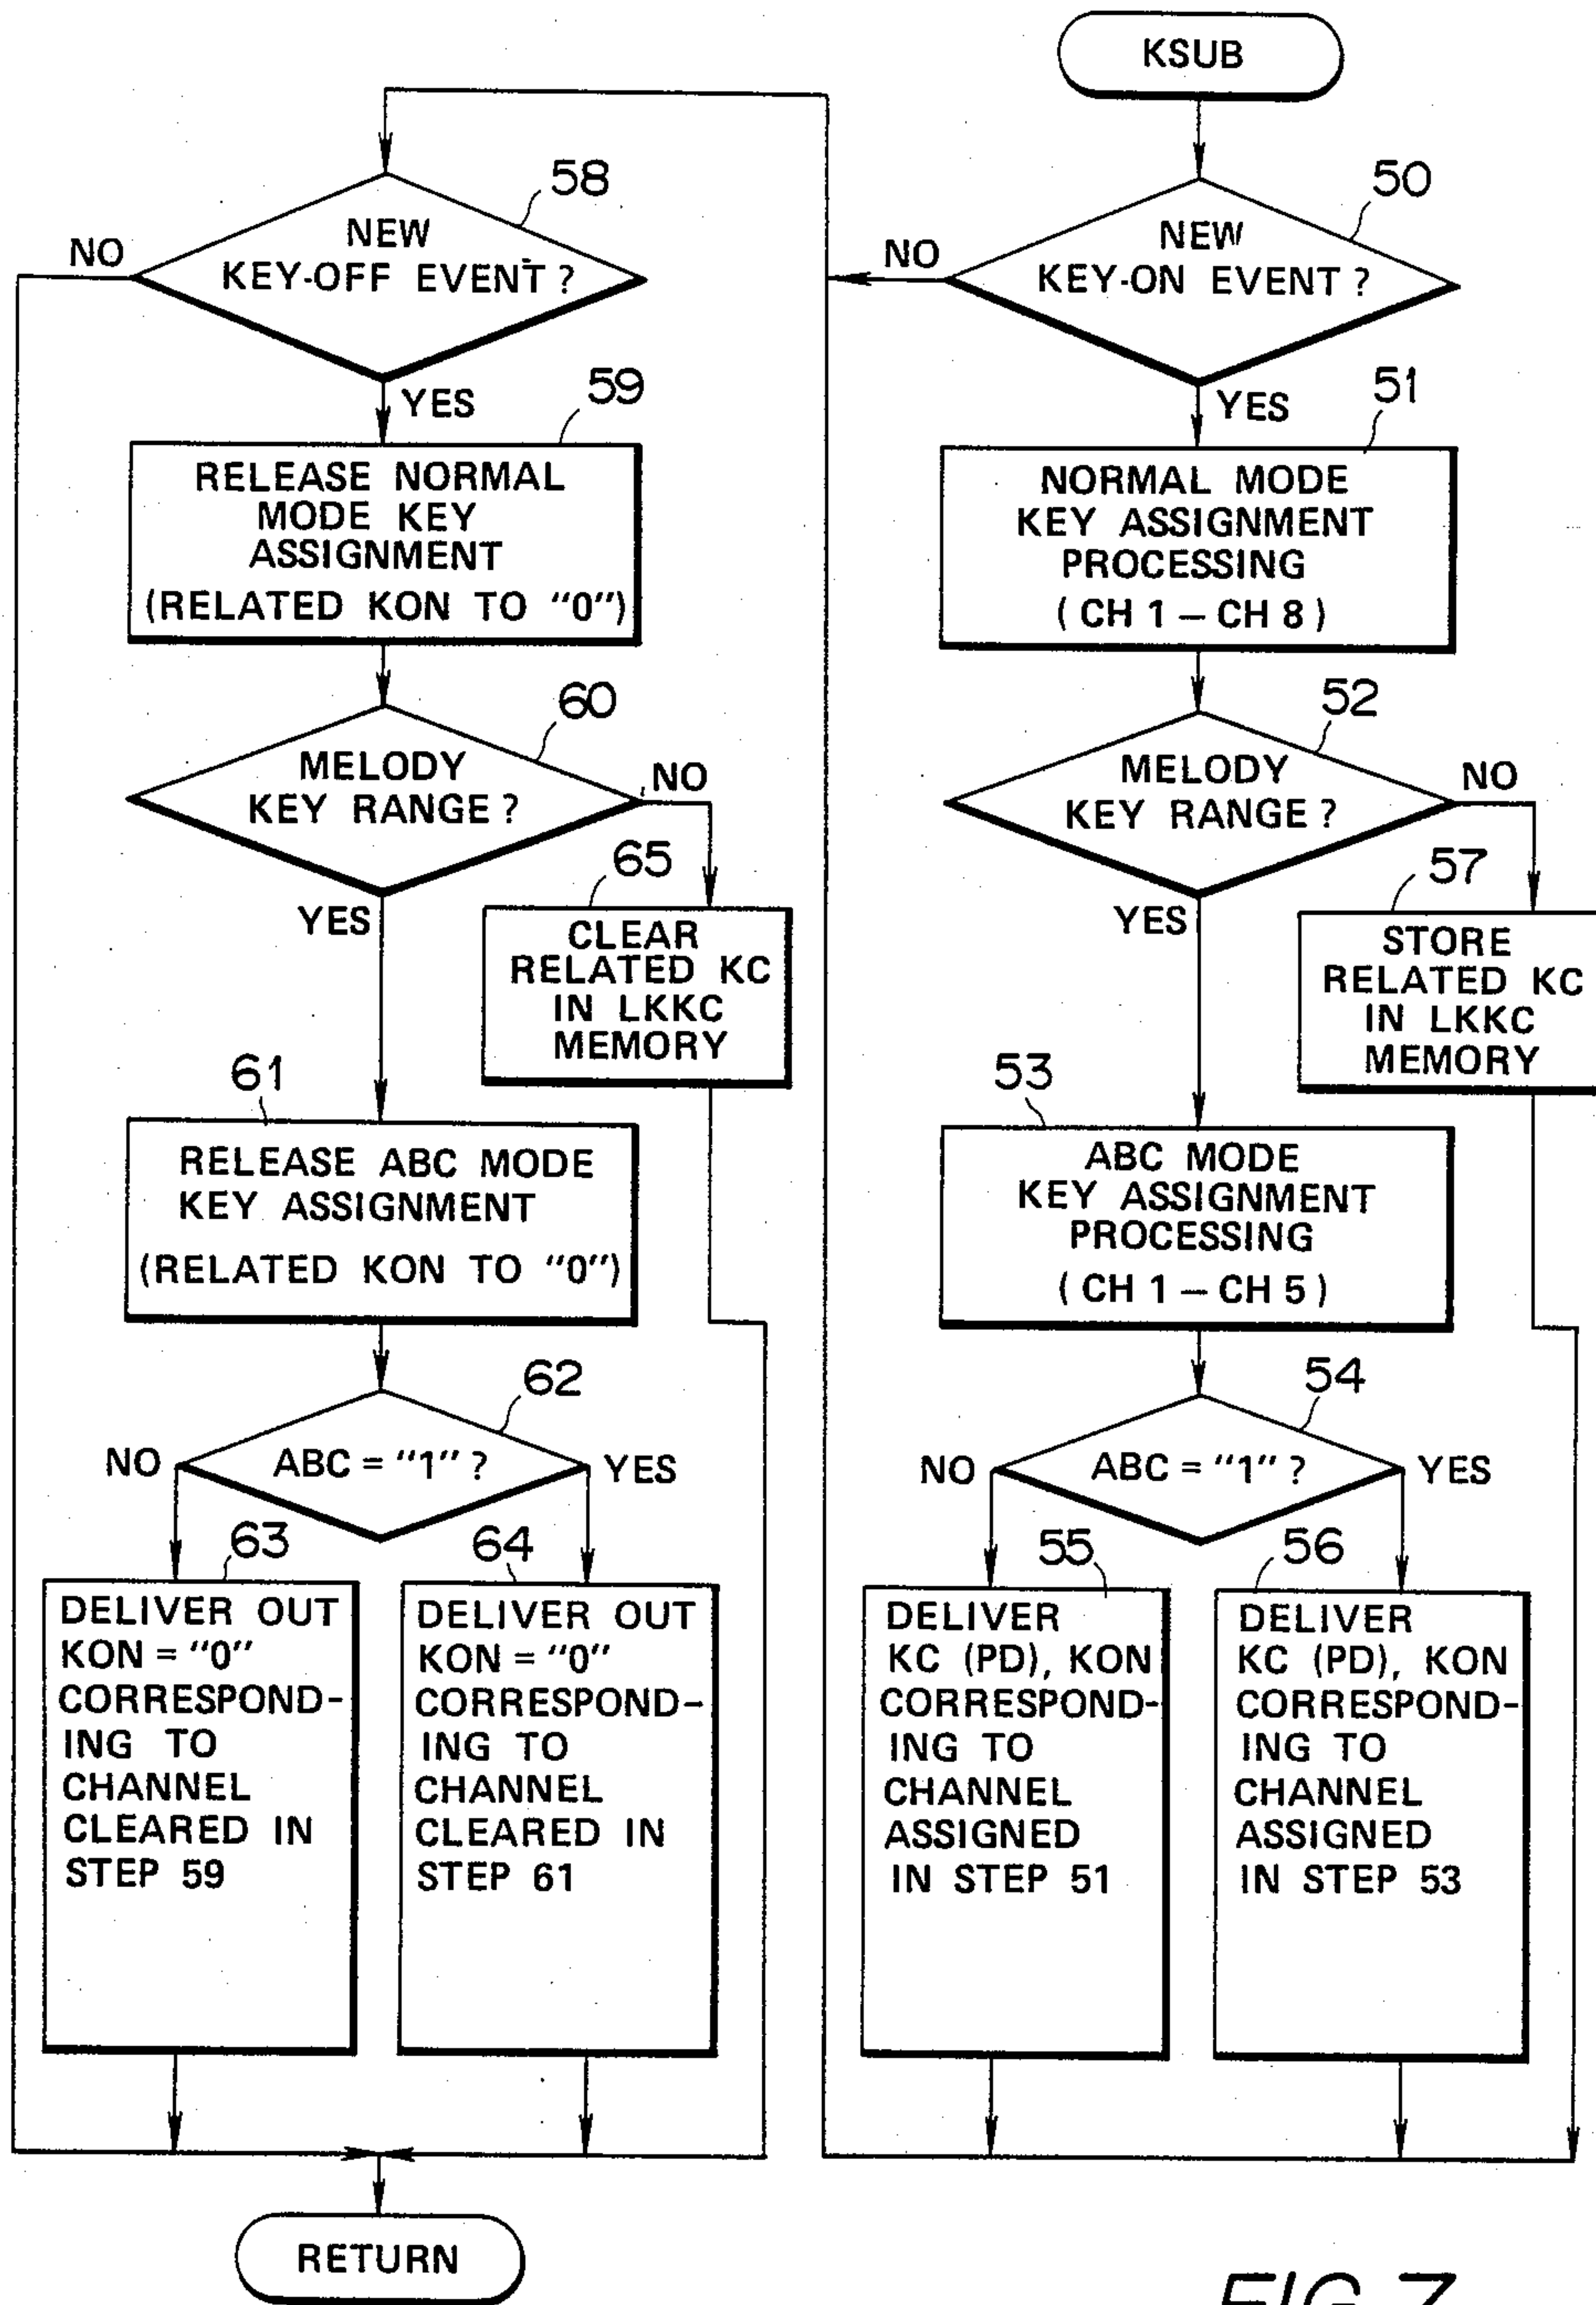 KSUB
50
NEW
KEY-ON EVENT ?
NO
YES
51
NORMAL MODE
KEY ASSIGNMENT
PROCESSING
( CH 1 – CH 8 )
52
MELODY
KEY RANGE ?
NO
YES
57
STORE
RELATED KC
IN LKKC
MEMORY
53
ABC MODE
KEY ASSIGNMENT
PROCESSING
( CH 1 – CH 5 )
54
ABC = "1" ?
NO
YES
55
DELIVER
KC (PD), KON
CORRESPOND-
ING TO
CHANNEL
ASSIGNED
IN STEP 51
56
DELIVER
KC (PD), KON
CORRESPOND-
ING TO
CHANNEL
ASSIGNED
IN STEP 53
58
NEW
KEY-OFF EVENT ?
NO
YES
59
RELEASE NORMAL
MODE KEY
ASSIGNMENT
(RELATED KON TO "0")
60
MELODY
KEY RANGE ?
NO
YES
65
CLEAR
RELATED KC
IN LKKC
MEMORY
61
RELEASE ABC MODE
KEY ASSIGNMENT
(RELATED KON TO "0")
62
ABC = "1" ?
NO
YES
63
DELIVER OUT
KON = "0"
CORRESPOND-
ING TO
CHANNEL
CLEARED IN
STEP 59
64
DELIVER OUT
KON = "0"
CORRESPOND-
ING TO
CHANNEL
CLEARED IN
STEP 61
RETURN
FIG. 7